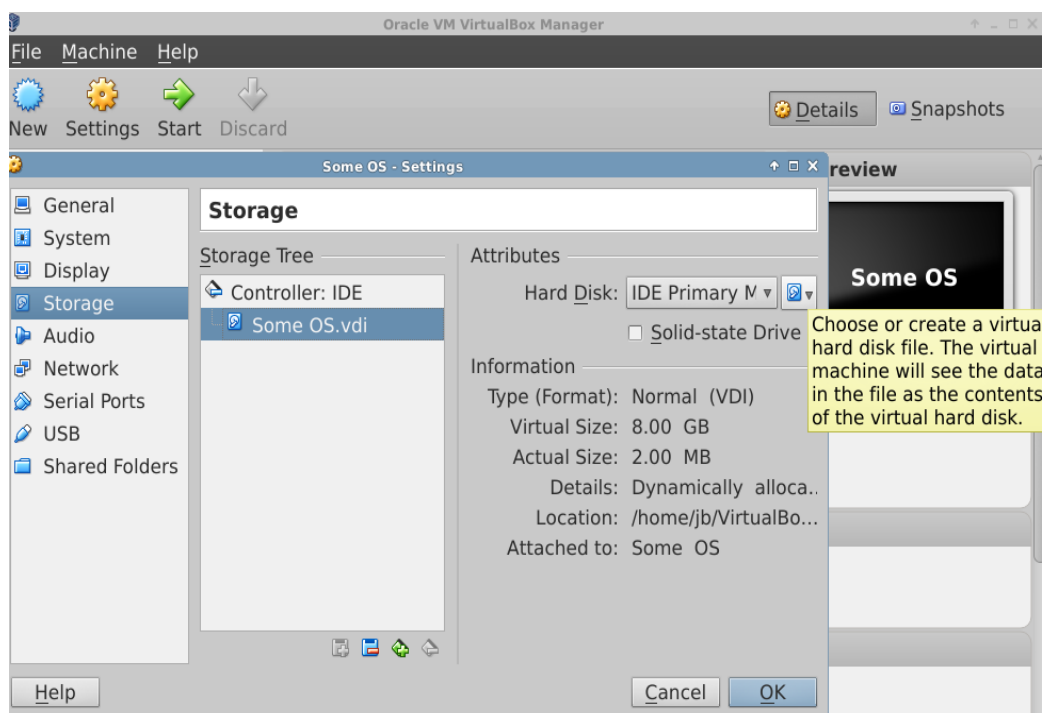 Oracle VM VirtualBox Manager
File Machine Help
New Settings Start Discard
Details Snapshots
Some OS - Settings
review
General
System
Display
Storage
Audio
Network
Serial Ports
USB
Shared Folders
Storage
Storage Tree
Controller: IDE
Some OS.vdi
Attributes
Hard Disk: IDE Primary M
Solid-state Drive
Information
Type (Format): Normal (VDI)
Virtual Size: 8.00 GB
Actual Size: 2.00 MB
Details: Dynamically alloca..
Location: /home/jb/VirtualBo...
Attached to: Some OS
Some OS
Choose or create a virtua
hard disk file. The virtual
machine will see the data
in the file as the contents
of the virtual hard disk.
Help
Cancel OK